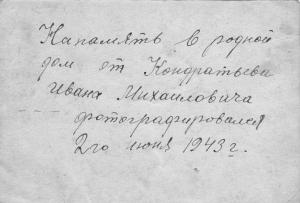 На память в родной
дом от Кондратьева
Ивана Михайловича
фотографировался
2го июня 1943 г.